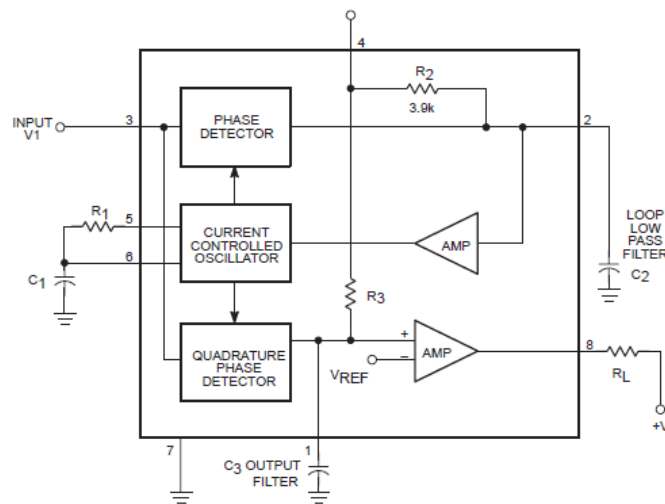 4
R2
3.9k
INPUT
V1
3
PHASE
DETECTOR
2
R1
5
6
C1
CURRENT
CONTROLLED
OSCILLATOR
AMP
LOOP
LOW
PASS
FILTER
C2
R3
QUADRATURE
PHASE
DETECTOR
+
–
VREF
AMP
8
RL
+V
7
1
C3 OUTPUT
FILTER